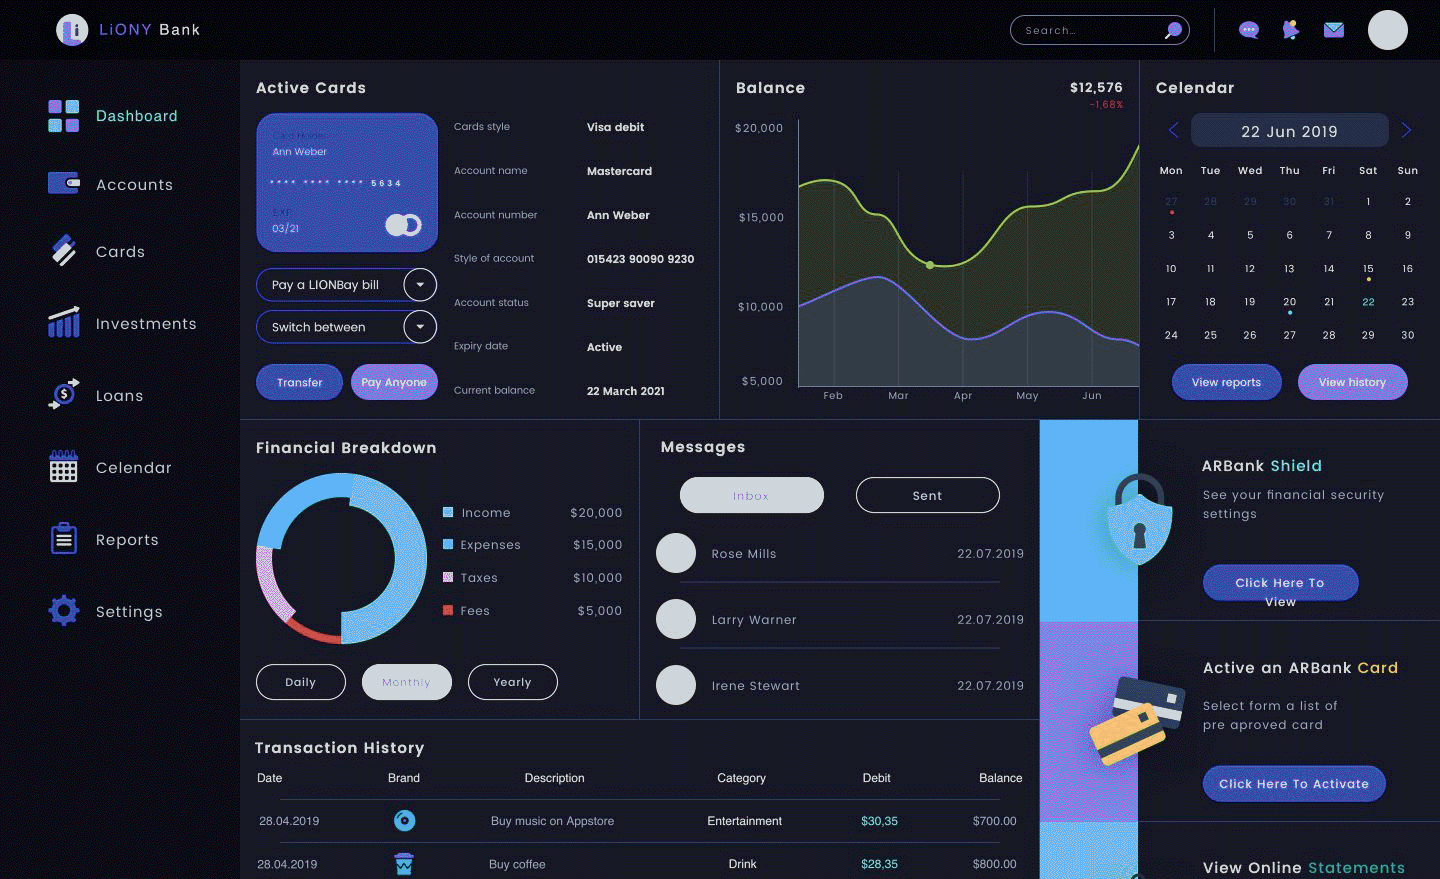 Li LiONY Bank
Search...
Dashboard
Accounts
Cards
Investments
Loans
$
Celendar
Reports
Settings
Active Cards
Card Holder
Ann Weber
**** **** **** 5634
EXP
03/21
Pay a LIONBay bill
Switch between
Transfer Pay Anyone
Cards style Visa debit
Account name Mastercard
Account number Ann Weber
Style of account 015423 90090 9230
Account status Super saver
Expiry date Active
Current balance 22 March 2021
Balance $12,576
-1,68%
$20,000
$15,000
$10,000
$5,000
Feb Mar Apr May Jun
Celendar
22 Jun 2019
Mon Tue Wed Thu Fri Sat Sun
27 28 29 30 31 1 2
3 4 5 6 7 8 9
10 11 12 13 14 15 16
17 18 19 20 21 22 23
24 25 26 27 28 29 30
View reports View history
Financial Breakdown
Income $20,000
Expenses $15,000
Taxes $10,000
Fees $5,000
Daily Monthly Yearly
Messages
Inbox Sent
Rose Mills 22.07.2019
Larry Warner 22.07.2019
Irene Stewart 22.07.2019
ARBank Shield
See your financial security
settings
Click Here To
View
Active an ARBank Card
Select form a list of
pre aproved card
Click Here To Activate
View Online Statements
Transaction History
Date Brand Description Category Debit Balance
28.04.2019 Buy music on Appstore Entertainment $30,35 $700.00
28.04.2019 Buy coffee Drink $28,35 $800.00